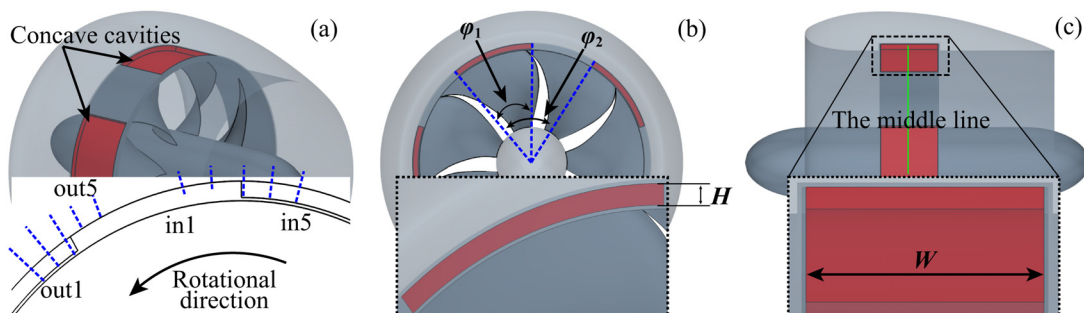 Concave cavities
(a)
out5
in1
in5
out1
Rotational
direction
φ1
φ2
(b)
H
(c)
The middle line
W